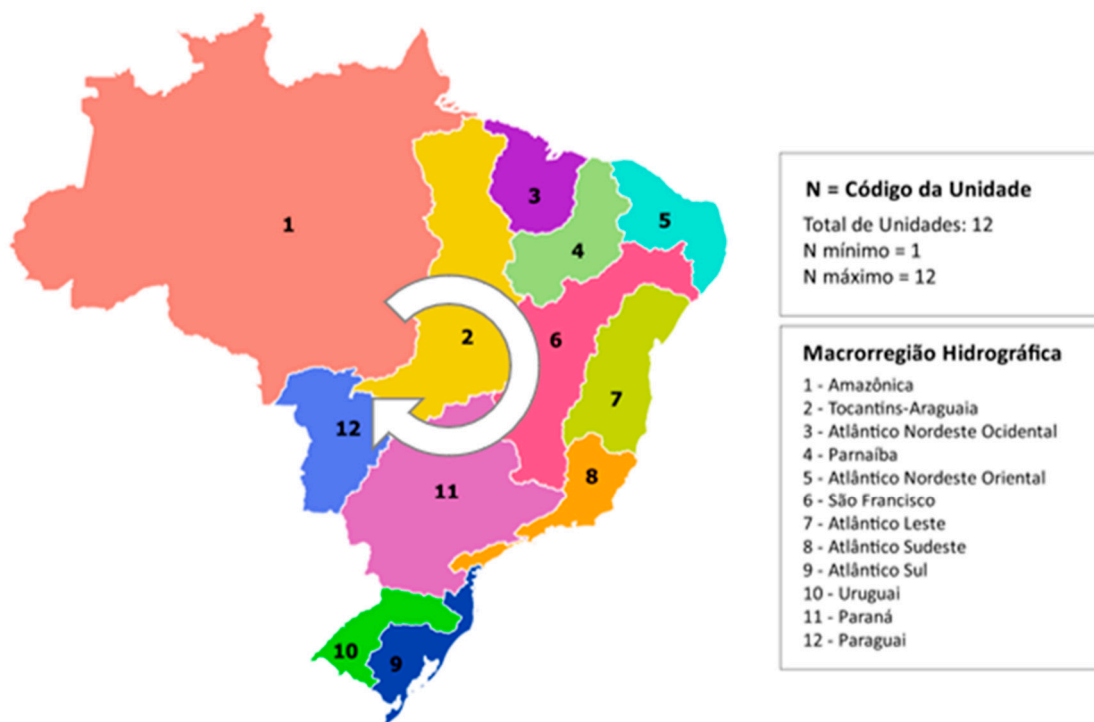 1
2
3
4
5
6
7
8
9
10
11
12
N = Código da Unidade
Total de Unidades: 12
N mínimo = 1
N máximo = 12
Macrorregião Hidrográfica
1 - Amazônica
2 - Tocantins-Araguaia
3 - Atlântico Nordeste Ocidental
4 - Parnaíba
5 - Atlântico Nordeste Oriental
6 - São Francisco
7 - Atlântico Leste
8 - Atlântico Sudeste
9 - Atlântico Sul
10 - Uruguai
11 - Paraná
12 - Paraguai